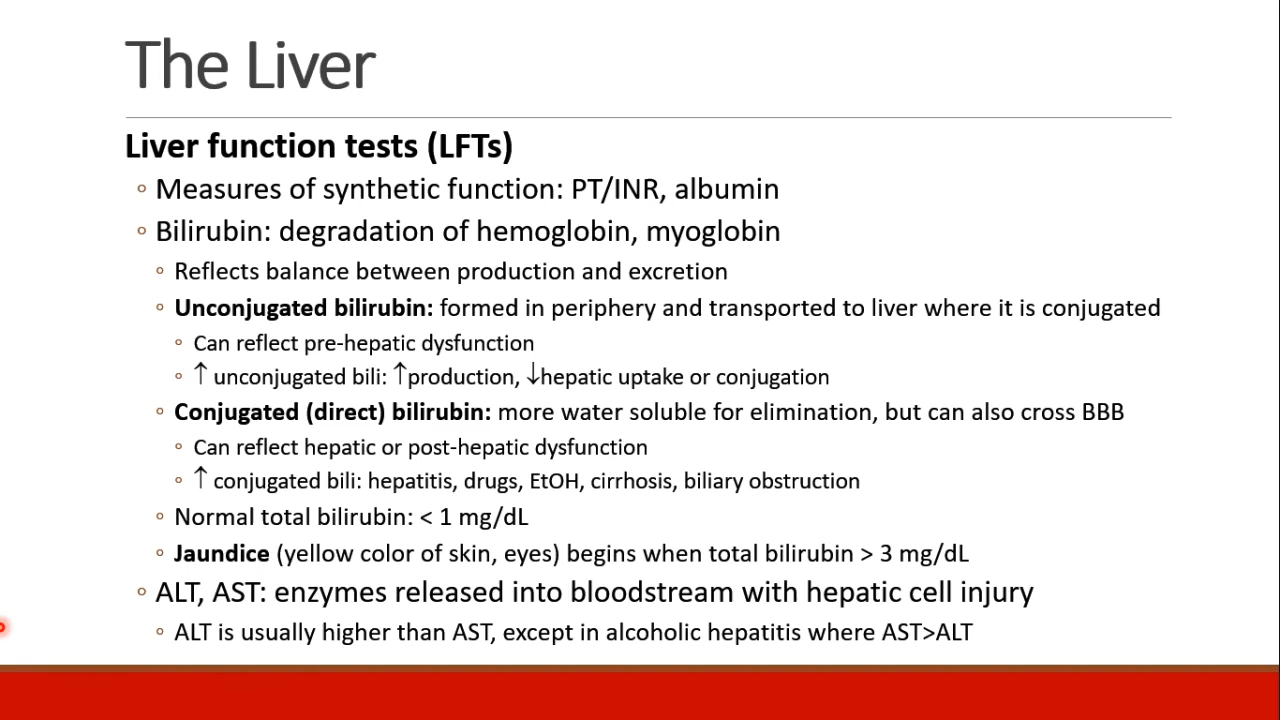 The Liver
Liver function tests (LFTs)
◦ Measures of synthetic function: PT/INR, albumin
◦ Bilirubin: degradation of hemoglobin, myoglobin
◦ Reflects balance between production and excretion
◦ Unconjugated bilirubin: formed in periphery and transported to liver where it is conjugated
◦ Can reflect pre-hepatic dysfunction
◦ ↑ unconjugated bili: ↑production, ↓hepatic uptake or conjugation
◦ Conjugated (direct) bilirubin: more water soluble for elimination, but can also cross BBB
◦ Can reflect hepatic or post-hepatic dysfunction
◦ ↑ conjugated bili: hepatitis, drugs, EtOH, cirrhosis, biliary obstruction
◦ Normal total bilirubin: < 1 mg/dL
◦ Jaundice (yellow color of skin, eyes) begins when total bilirubin > 3 mg/dL
◦ ALT, AST: enzymes released into bloodstream with hepatic cell injury
◦ ALT is usually higher than AST, except in alcoholic hepatitis where AST>ALT